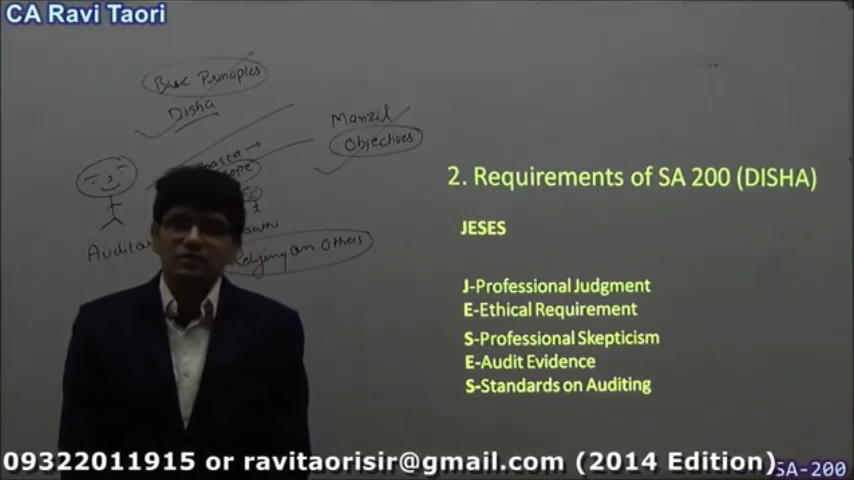 CA Ravi Taori
Basic Principles
Disha
Manzil
Objectives
Auditor
Relying on Others
2. Requirements of SA 200 (DISHA)
JESES
J-Professional Judgment
E-Ethical Requirement
S-Professional Skepticism
E-Audit Evidence
S-Standards on Auditing
09322011915 or ravitaorisir@gmail.com (2014 Edition)
SA-200